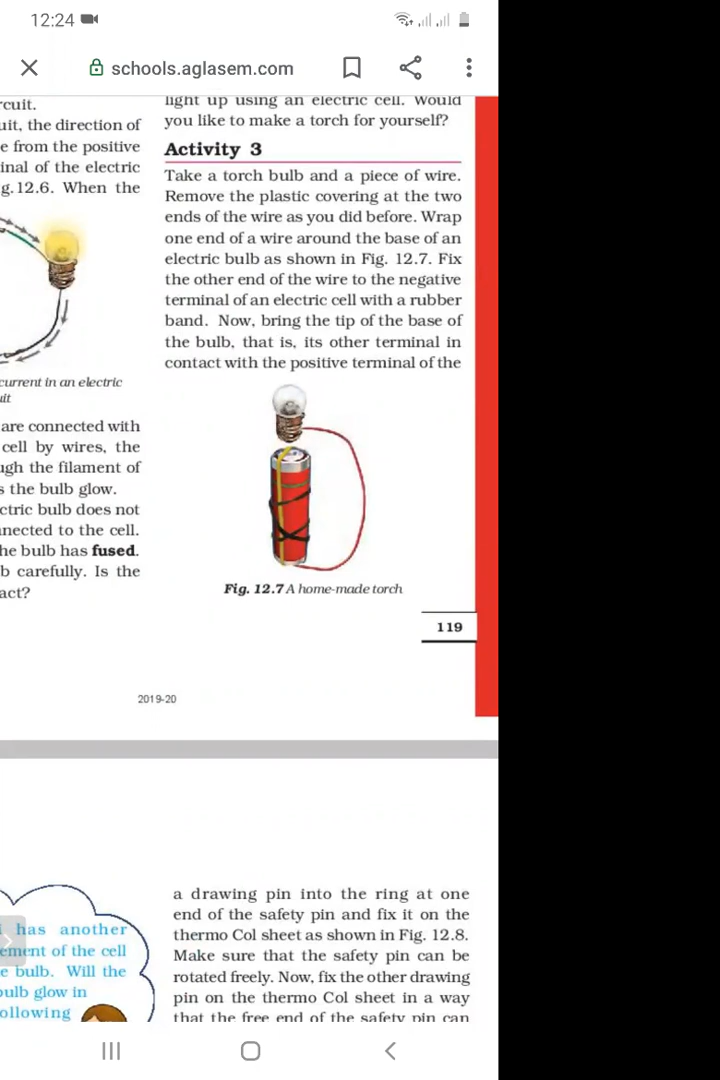 12:24
schools.aglasem.com
rcuit.
uit, the direction of
e from the positive
inal of the electric
g.12.6. When the
current in an electric
uit
are connected with
cell by wires, the
ugh the filament of
s the bulb glow.
ctric bulb does not
nnected to the cell.
he bulb has fused.
b carefully. Is the
act?
light up using an electric cell. Would
you like to make a torch for yourself?
Activity 3
Take a torch bulb and a piece of wire.
Remove the plastic covering at the two
ends of the wire as you did before. Wrap
one end of a wire around the base of an
electric bulb as shown in Fig. 12.7. Fix
the other end of the wire to the negative
terminal of an electric cell with a rubber
band. Now, bring the tip of the base of
the bulb, that is, its other terminal in
contact with the positive terminal of the
Fig. 12.7 A home-made torch
119
2019-20
has another
ement of the cell
e bulb. Will the
oulb glow in
ollowing
a drawing pin into the ring at one
end of the safety pin and fix it on the
thermo Col sheet as shown in Fig. 12.8.
Make sure that the safety pin can be
rotated freely. Now, fix the other drawing
pin on the thermo Col sheet in a way
that the free end of the safety pin can